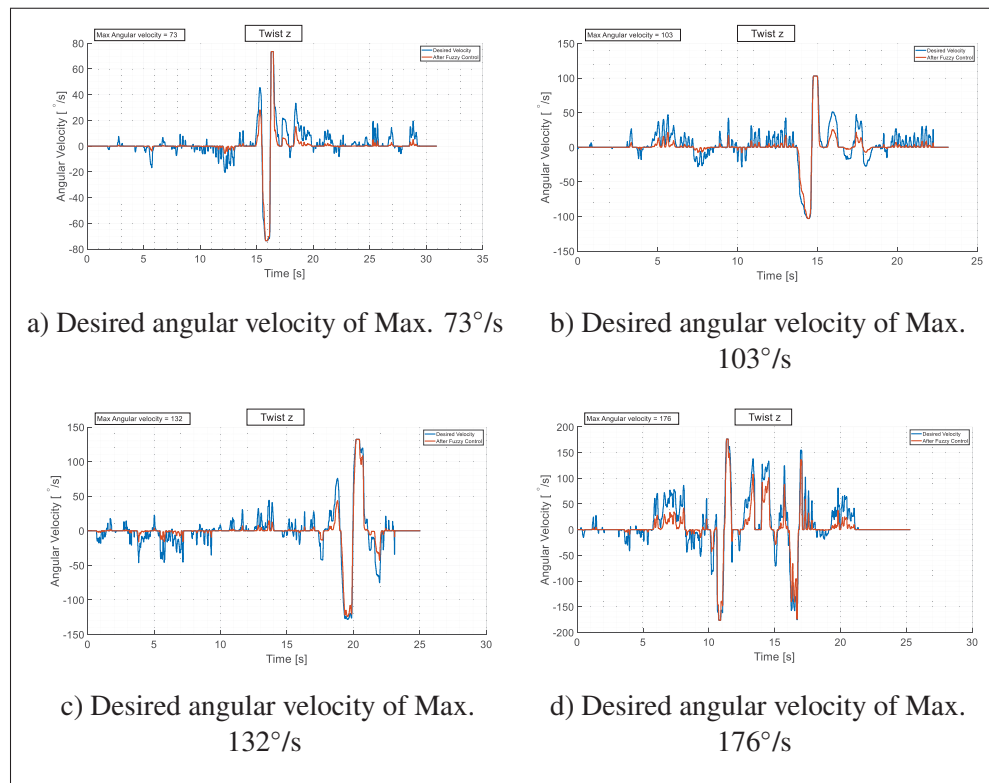 Max Angular velocity = 73
Twist z
Desired Velocity
After Fuzzy Control
80
60
40
20
0
-20
-40
-60
-80
Angular Velocity [ °/s]
0 5 10 15 20 25 30 35
Time [s]
a) Desired angular velocity of Max. 73°/s
Max Angular velocity = 103
Twist z
Desired Velocity
After Fuzzy Control
150
100
50
0
-50
-100
-150
Angular Velocity [ °/s]
0 5 10 15 20 25
Time [s]
b) Desired angular velocity of Max.
103°/s
Max Angular velocity = 132
Twist z
Desired Velocity
After Fuzzy Control
150
100
50
0
-50
-100
-150
Angular Velocity [ °/s]
0 5 10 15 20 25 30
Time [s]
c) Desired angular velocity of Max.
132°/s
Max Angular velocity = 176
Twist z
Desired Velocity
After Fuzzy Control
200
150
100
50
0
-50
-100
-150
-200
Angular Velocity [ °/s]
0 5 10 15 20 25 30
Time [s]
d) Desired angular velocity of Max.
176°/s